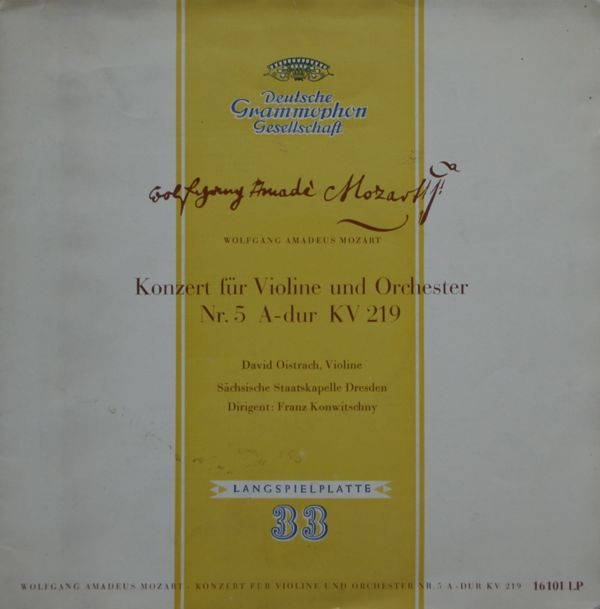 Deutsche
Grammophon
Gesellschaft
Wolfgang Amadè Mozart
WOLFGANG AMADEUS MOZART
Konzert für Violine und Orchester
Nr. 5 A-dur KV 219
David Oistrach, Violine
Sächsische Staatskapelle Dresden
Dirigent: Franz Konwitschny
LANGSPIELPLATTE
33
WOLFGANG AMADEUS MOZART - KONZERT FÜR VIOLINE UND ORCHESTER NR. 5 A-DUR KV 219 16101 LP